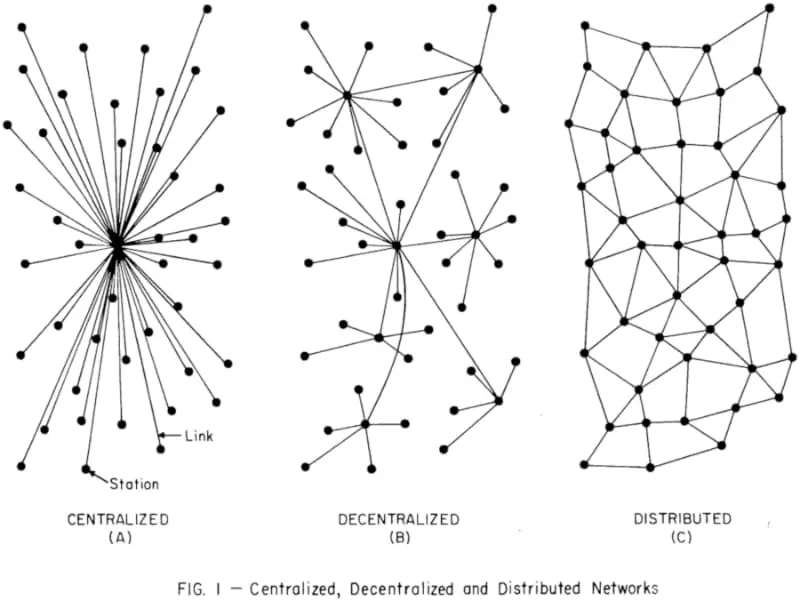 Link
Station
CENTRALIZED
(A)
DECENTRALIZED
(B)
DISTRIBUTED
(C)
FIG. I — Centralized, Decentralized and Distributed Networks